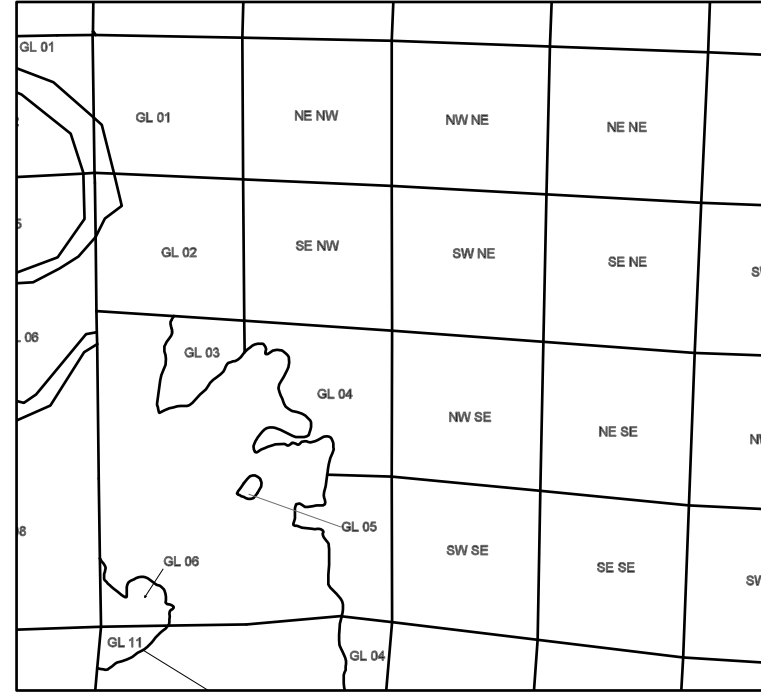 GL 01
GL 01
NE NW
NW NE
NE NE
GL 02
SE NW
SW NE
SE NE
06
GL 03
GL 04
NW SE
NE SE
GL 05
SW SE
SE SE
GL 06
GL 11
GL 04